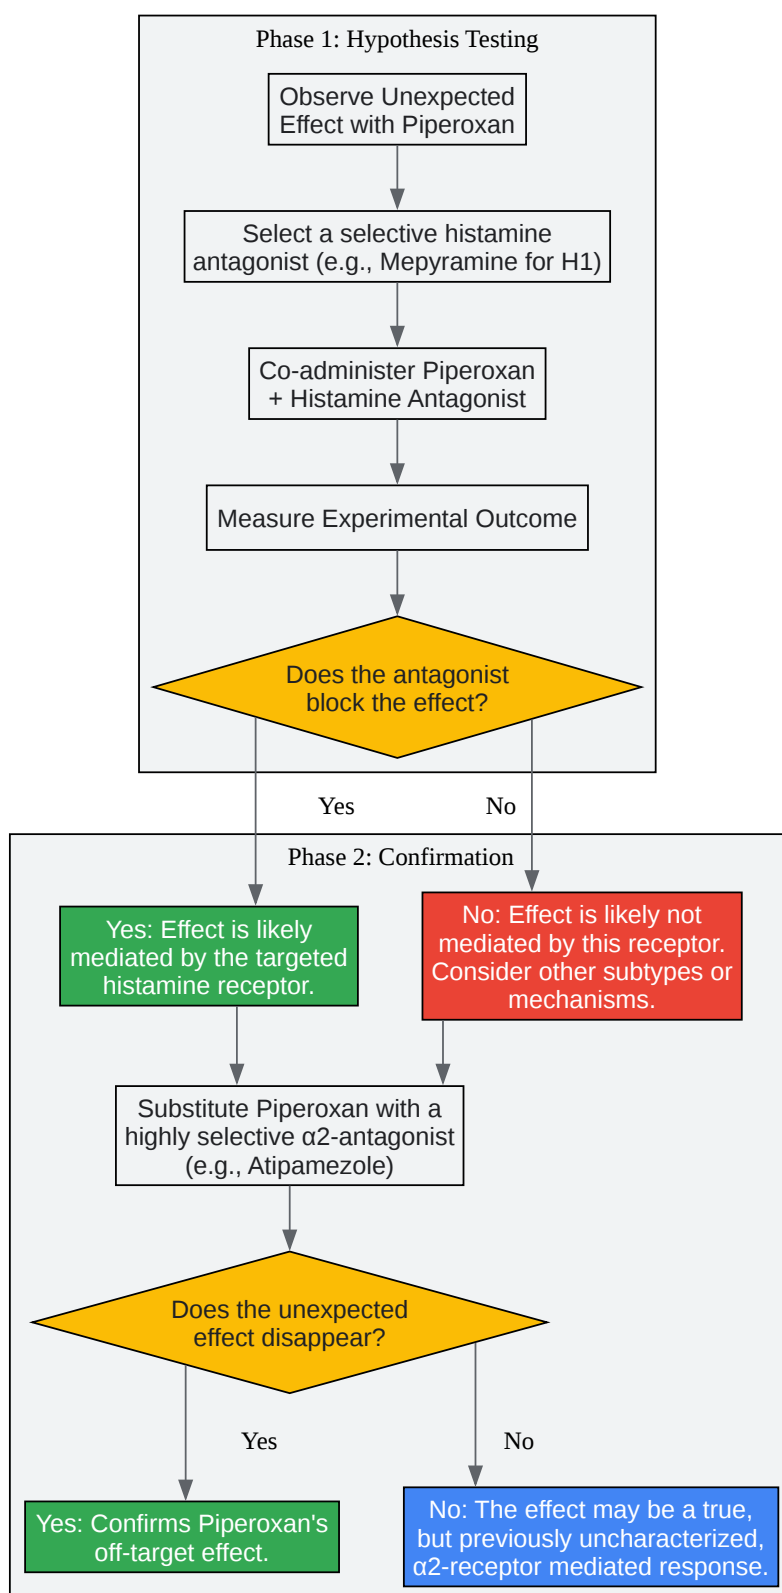 Phase 1: Hypothesis Testing
Observe Unexpected
Effect with Piperoxan
Select a selective histamine
antagonist (e.g., Mepyramine for H1)
Co-administer Piperoxan
+ Histamine Antagonist
Measure Experimental Outcome
Does the antagonist
block the effect?
Yes
No
Phase 2: Confirmation
Yes: Effect is likely
mediated by the targeted
histamine receptor.
No: Effect is likely not
mediated by this receptor.
Consider other subtypes or
mechanisms.
Substitute Piperoxan with a
highly selective α2-antagonist
(e.g., Atipamezole)
Does the unexpected
effect disappear?
Yes
No
Yes: Confirms Piperoxan's
off-target effect.
No: The effect may be a true,
but previously uncharacterized,
α2-receptor mediated response.